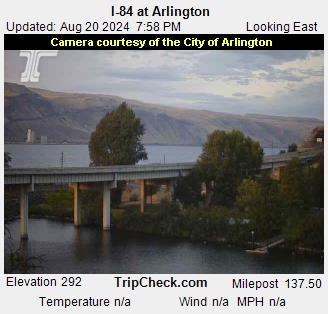 I-84 at Arlington
Updated: Aug 20 2024 7:58 PM Looking East
Camera courtesy of the City of Arlington
Elevation 292 TripCheck.com Milepost 137.50
Temperature n/a Wind n/a MPH n/a